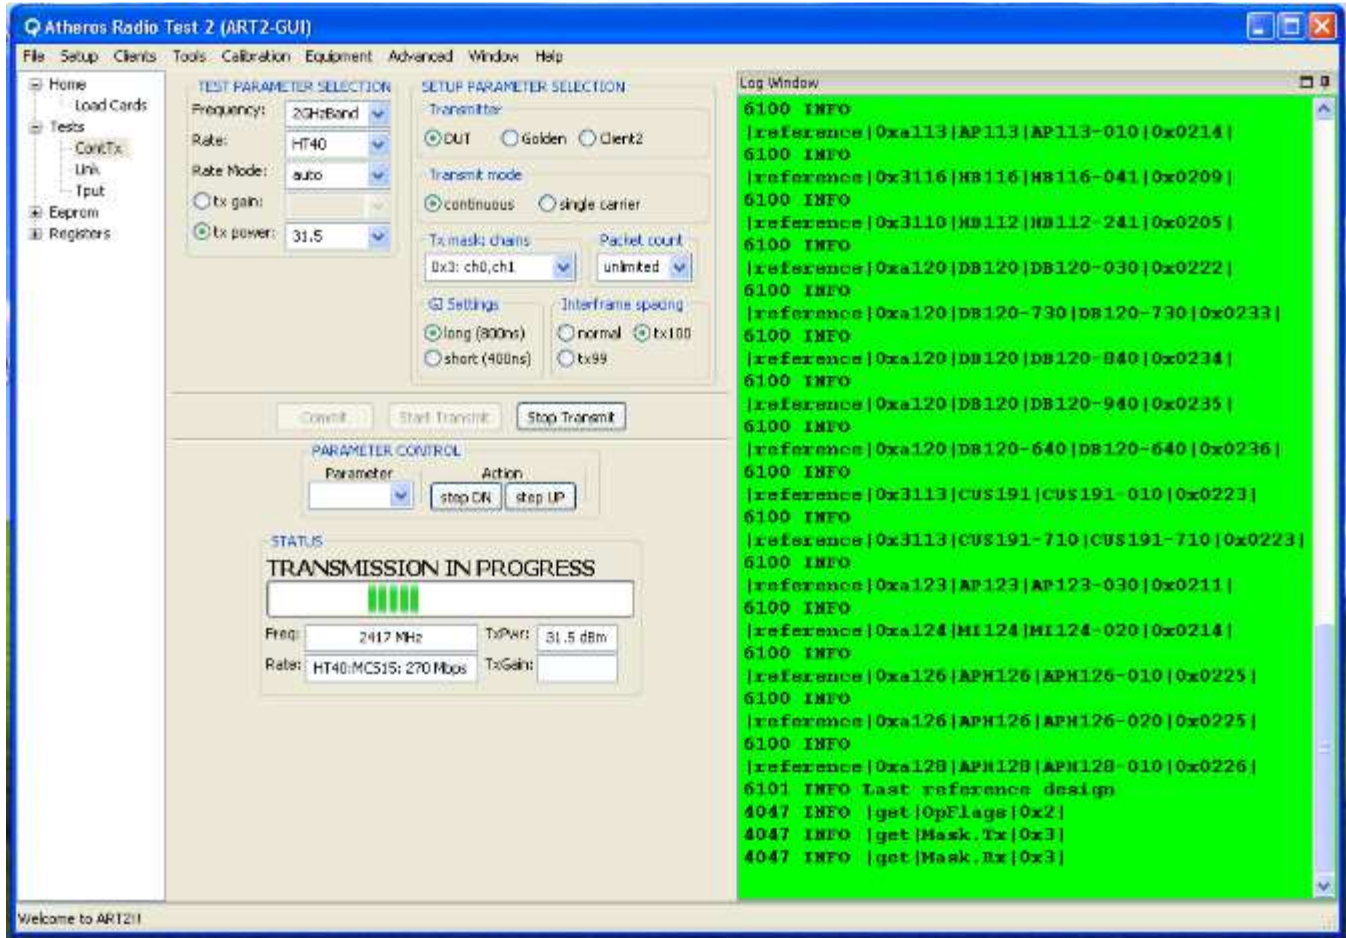 Atheros Radio Test 2 (ART2-GUI)
File Setup Clients Tools Calibration Equipment Advanced Window Help
Home
Load Cards
Tests
ContTx
Link
Tput
Eeprom
Registers
TEST PARAMETER SELECTION
Frequency: 2GHzBand
Rate: HT40
Rate Mode: auto
tx gain:
tx power: 31.5
SETUP PARAMETER SELECTION
Transmitter
DUT Golden Client2
Transmit mode
continuous single carrier
Tx mask: chains Packet count
0x3: ch0,ch1 unlimited
GI Settings Interframe spacing
long (800ns) normal tx100
short (400ns) tx99
Commit Start Transmit Stop Transmit
PARAMETER CONTROL
Parameter Action
step DN step UP
STATUS
TRANSMISSION IN PROGRESS
Freq: 2417 MHz TxPwr: 31.5 dBm
Rate: HT40:MCS15: 270 Mbps TxGain:
Log Window
6100 INFO
|reference|0xa113|AP113|AP113-010|0x0214|
6100 INFO
|reference|0x3116|HB116|HB116-041|0x0209|
6100 INFO
|reference|0x3110|HB112|HB112-241|0x0205|
6100 INFO
|reference|0xa120|DB120|DB120-030|0x0222|
6100 INFO
|reference|0xa120|DB120-730|DB120-730|0x0233|
6100 INFO
|reference|0xa120|DB120|DB120-840|0x0234|
6100 INFO
|reference|0xa120|DB120|DB120-940|0x0235|
6100 INFO
|reference|0xa120|DB120-640|DB120-640|0x0236|
6100 INFO
|reference|0x3113|CUS191|CUS191-010|0x0223|
6100 INFO
|reference|0x3113|CUS191-710|CUS191-710|0x0223|
6100 INFO
|reference|0xa123|AP123|AP123-030|0x0211|
6100 INFO
|reference|0xa124|MI124|MI124-020|0x0214|
6100 INFO
|reference|0xa126|APH126|APH126-010|0x0225|
6100 INFO
|reference|0xa126|APH126|APH126-020|0x0225|
6100 INFO
|reference|0xa128|APH128|APH128-010|0x0226|
6101 INFO Last reference design
4047 INFO |get|OpFlags|0x2|
4047 INFO |get|Mask.Tx|0x3|
4047 INFO |get|Mask.Rx|0x3|
Welcome to ART2!!